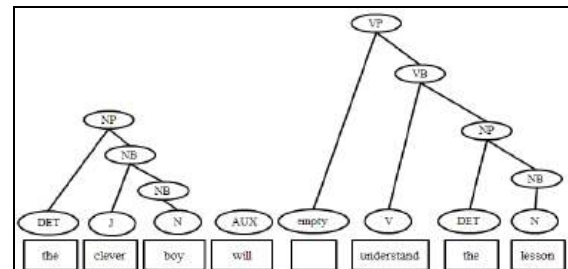 VP
VB
NP NP
NB
NB NB
DET J N AUX empty V DET N
the clever boy will understand the lesson